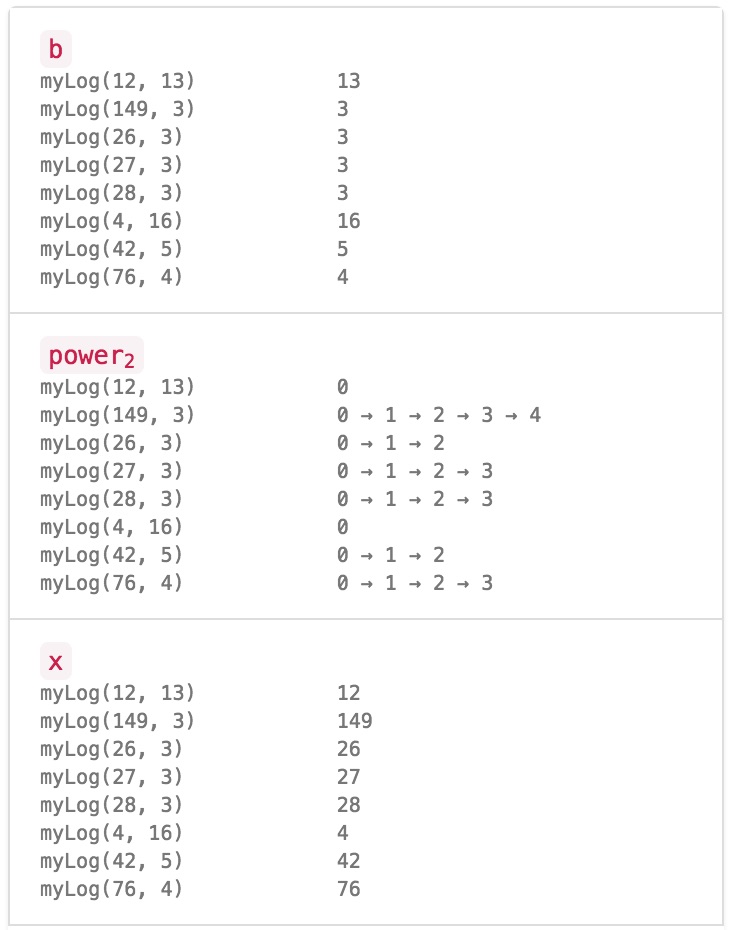 b
myLog(12, 13) 13
myLog(149, 3) 3
myLog(26, 3) 3
myLog(27, 3) 3
myLog(28, 3) 3
myLog(4, 16) 16
myLog(42, 5) 5
myLog(76, 4) 4
power₂
myLog(12, 13) 0
myLog(149, 3) 0 → 1 → 2 → 3 → 4
myLog(26, 3) 0 → 1 → 2
myLog(27, 3) 0 → 1 → 2 → 3
myLog(28, 3) 0 → 1 → 2 → 3
myLog(4, 16) 0
myLog(42, 5) 0 → 1 → 2
myLog(76, 4) 0 → 1 → 2 → 3
x
myLog(12, 13) 12
myLog(149, 3) 149
myLog(26, 3) 26
myLog(27, 3) 27
myLog(28, 3) 28
myLog(4, 16) 4
myLog(42, 5) 42
myLog(76, 4) 76